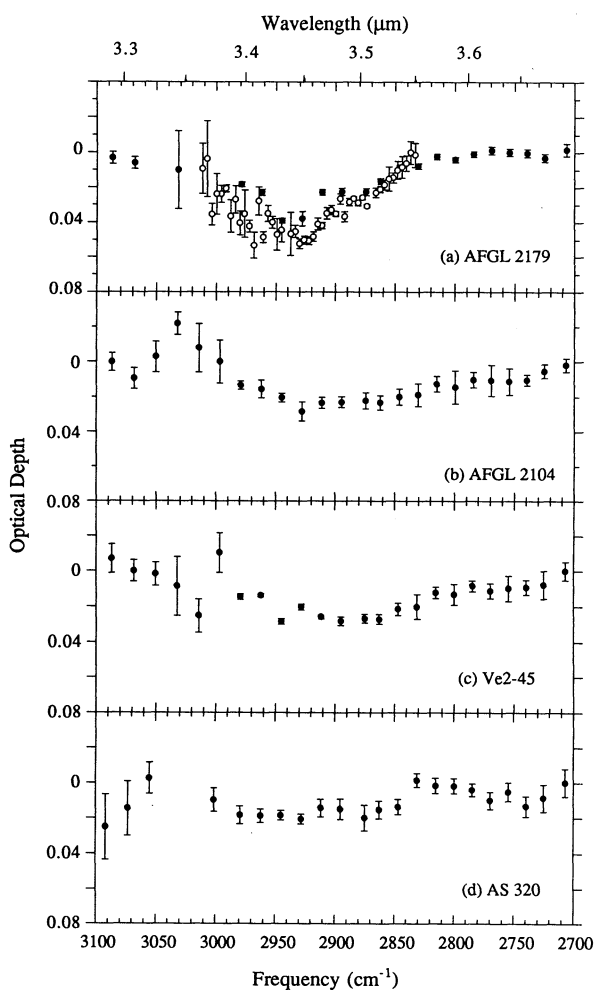 Wavelength (μm)
3.3 3.4 3.5 3.6
0
0.04
0.08
(a) AFGL 2179
0
0.04
0.08
(b) AFGL 2104
Optical Depth
0
0.04
0.08
(c) Ve2-45
0
0.04
0.08
(d) AS 320
3100 3050 3000 2950 2900 2850 2800 2750 2700
Frequency (cm⁻¹)